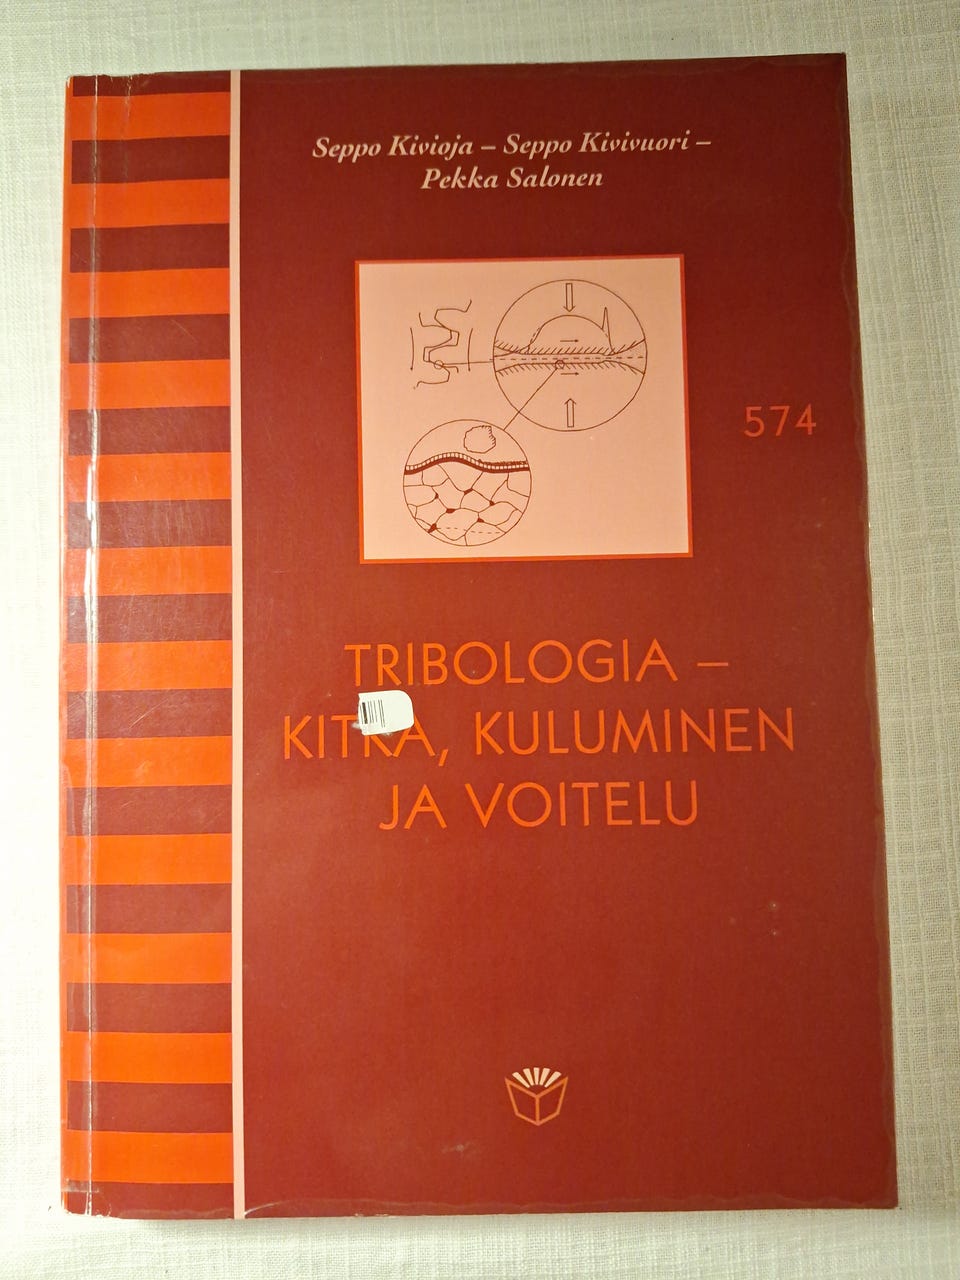 Seppo Kivioja – Seppo Kivivuori –
Pekka Salonen
574
TRIBOLOGIA –
KITKA, KULUMINEN
JA VOITELU